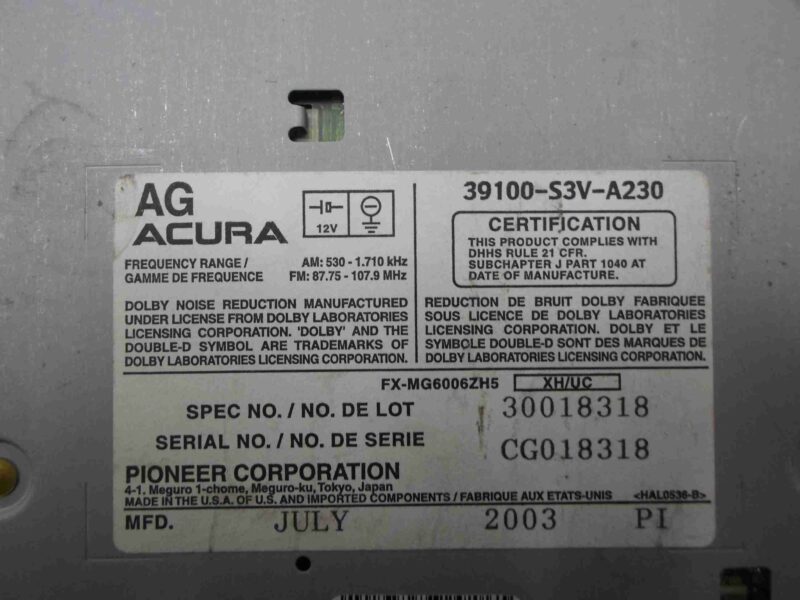 AG
ACURA
12V
FREQUENCY RANGE / AM: 530 - 1.710 kHz
GAMME DE FREQUENCE FM: 87.75 - 107.9 MHz
39100-S3V-A230
CERTIFICATION
THIS PRODUCT COMPLIES WITH
DHHS RULE 21 CFR.
SUBCHAPTER J PART 1040 AT
DATE OF MANUFACTURE.
DOLBY NOISE REDUCTION MANUFACTURED
UNDER LICENSE FROM DOLBY LABORATORIES
LICENSING CORPORATION. 'DOLBY' AND THE
DOUBLE-D SYMBOL ARE TRADEMARKS OF
DOLBY LABORATORIES LICENSING CORPORATION.
REDUCTION DE BRUIT DOLBY FABRIQUEE
SOUS LICENCE DE DOLBY LABORATORIES
LICENSING CORPORATION. DOLBY ET LE
SYMBOLE DOUBLE-D SONT DES MARQUES DE
DOLBY LABORATORIES LICENSING CORPORATION.
FX-MG6006ZH5 XH/UC
SPEC NO. / NO. DE LOT 30018318
SERIAL NO. / NO. DE SERIE CG018318
PIONEER CORPORATION
4-1. Meguro 1-chome, Meguro-ku, Tokyo, Japan
MADE IN THE U.S.A. OF U.S. AND IMPORTED COMPONENTS / FABRIQUE AUX ETATS-UNIS <HAL0536-B>
MFD. JULY 2003 PI